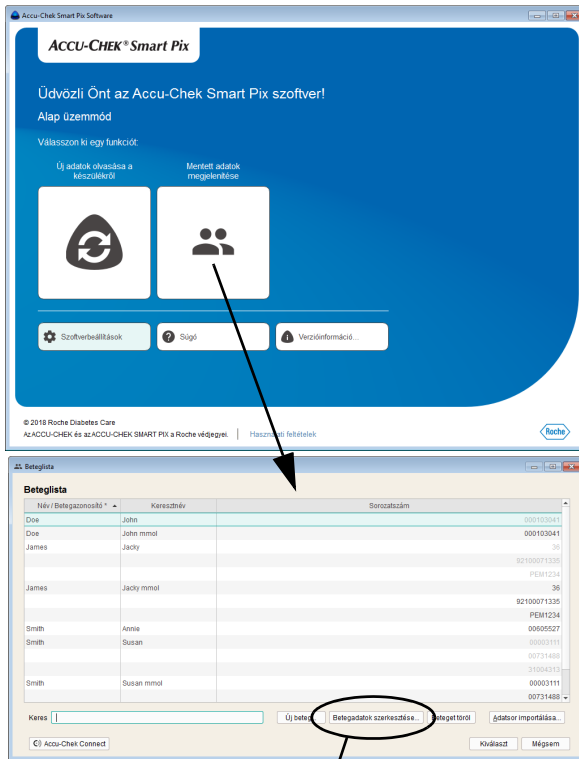 Accu-Chek Smart Pix Software
ACCU-CHEK® Smart Pix
Üdvözli Önt az Accu-Chek Smart Pix szoftver!
Alap üzemmód
Válasszon ki egy funkciót:
Új adatok olvasása a készülékről
Mentett adatok megjelenítése
Szoftverbeállítások
Súgó
Verzióinformáció...
© 2018 Roche Diabetes Care
Az ACCU-CHEK és az ACCU-CHEK SMART PIX a Roche védjegyei. | Használati feltételek
Roche
Beteglista
Beteglista
Név / Betegazonosító * Keresztnév Sorozatszám
Doe John 000103041
Doe John mmol 000103041
James Jacky 36
92100071335
PEM1234
James Jacky mmol 36
92100071335
PEM1234
Smith Annie 00605527
Smith Susan 00003111
00731488
31004313
Smith Susan mmol 00003111
00731488
Keres Új beteg... Betegadatok szerkesztése... Beteget töröl Adatsor importálása...
Accu-Chek Connect Kiválaszt Mégsem